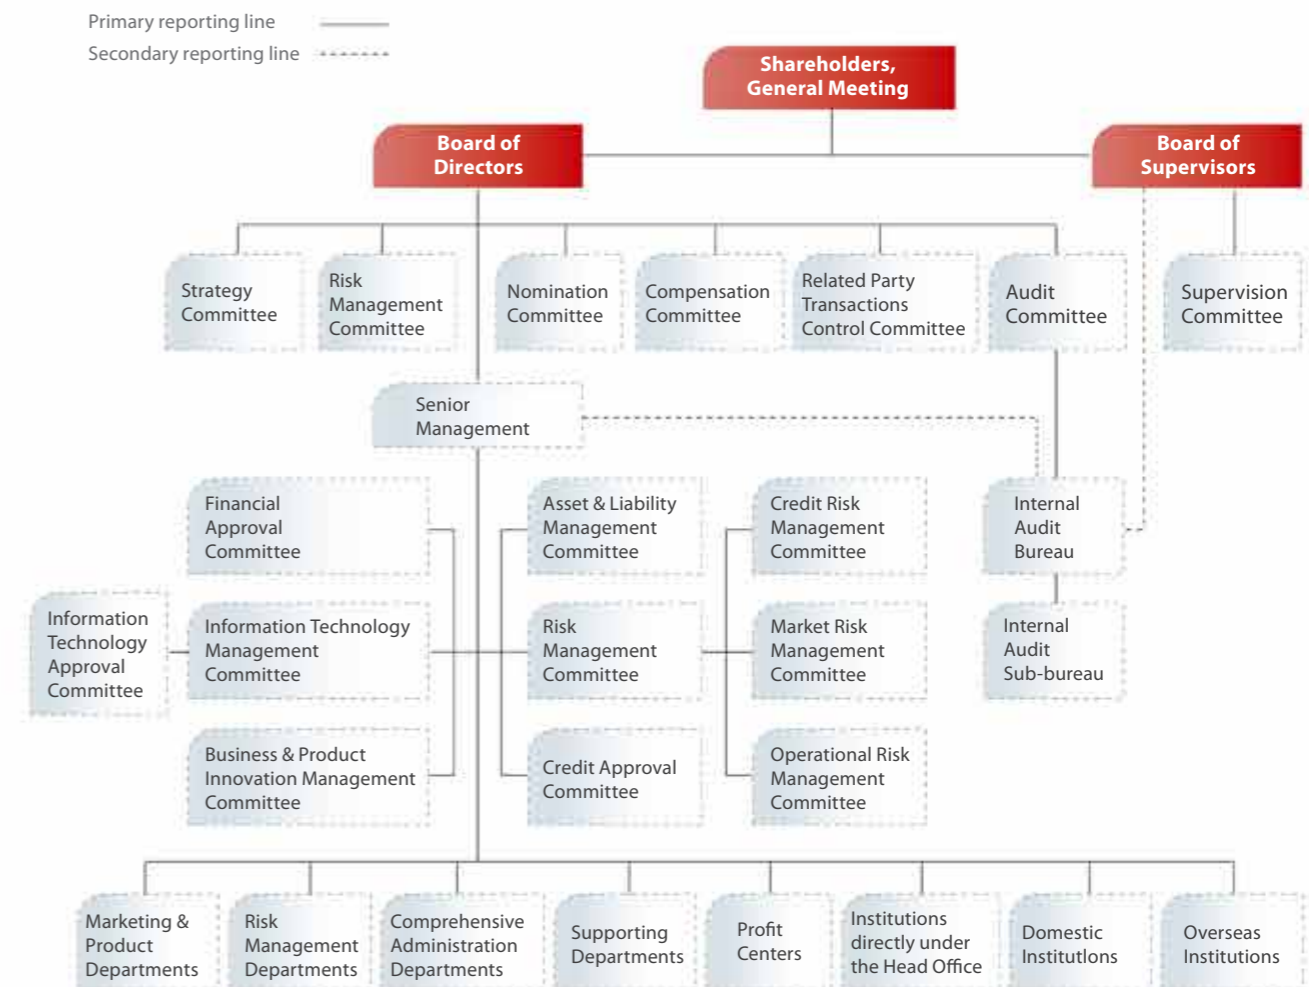 Primary reporting line
Secondary reporting line
Shareholders,
General Meeting
Board of
Directors
Board of
Supervisors
Strategy
Committee
Risk
Management
Committee
Nomination
Committee
Compensation
Committee
Related Party
Transactions
Control Committee
Audit
Committee
Supervision
Committee
Senior
Management
Financial
Approval
Committee
Asset & Liability
Management
Committee
Credit Risk
Management
Committee
Internal
Audit
Bureau
Information
Technology
Approval
Committee
Information Technology
Management
Committee
Risk
Management
Committee
Market Risk
Management
Committee
Internal
Audit
Sub-bureau
Business & Product
Innovation Management
Committee
Credit Approval
Committee
Operational Risk
Management
Committee
Marketing &
Product
Departments
Risk
Management
Departments
Comprehensive
Administration
Departments
Supporting
Departments
Profit
Centers
Institutions
directly under
the Head Office
Domestic
Institutlons
Overseas
Institutions